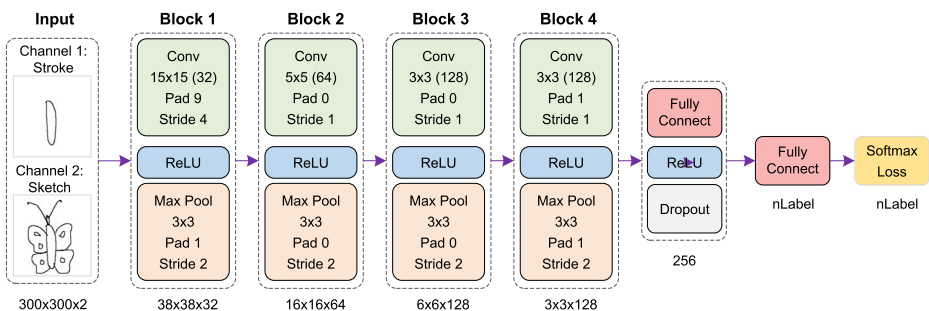 Input
Channel 1:
Stroke
Channel 2:
Sketch
300x300x2
Block 1
Conv
15x15 (32)
Pad 9
Stride 4
ReLU
Max Pool
3x3
Pad 1
Stride 2
38x38x32
Block 2
Conv
5x5 (64)
Pad 0
Stride 1
ReLU
Max Pool
3x3
Pad 0
Stride 2
16x16x64
Block 3
Conv
3x3 (128)
Pad 0
Stride 1
ReLU
Max Pool
3x3
Pad 0
Stride 2
6x6x128
Block 4
Conv
3x3 (128)
Pad 1
Stride 1
ReLU
Max Pool
3x3
Pad 1
Stride 2
3x3x128
Fully
Connect
ReLU
Dropout
256
Fully
Connect
nLabel
Softmax
Loss
nLabel